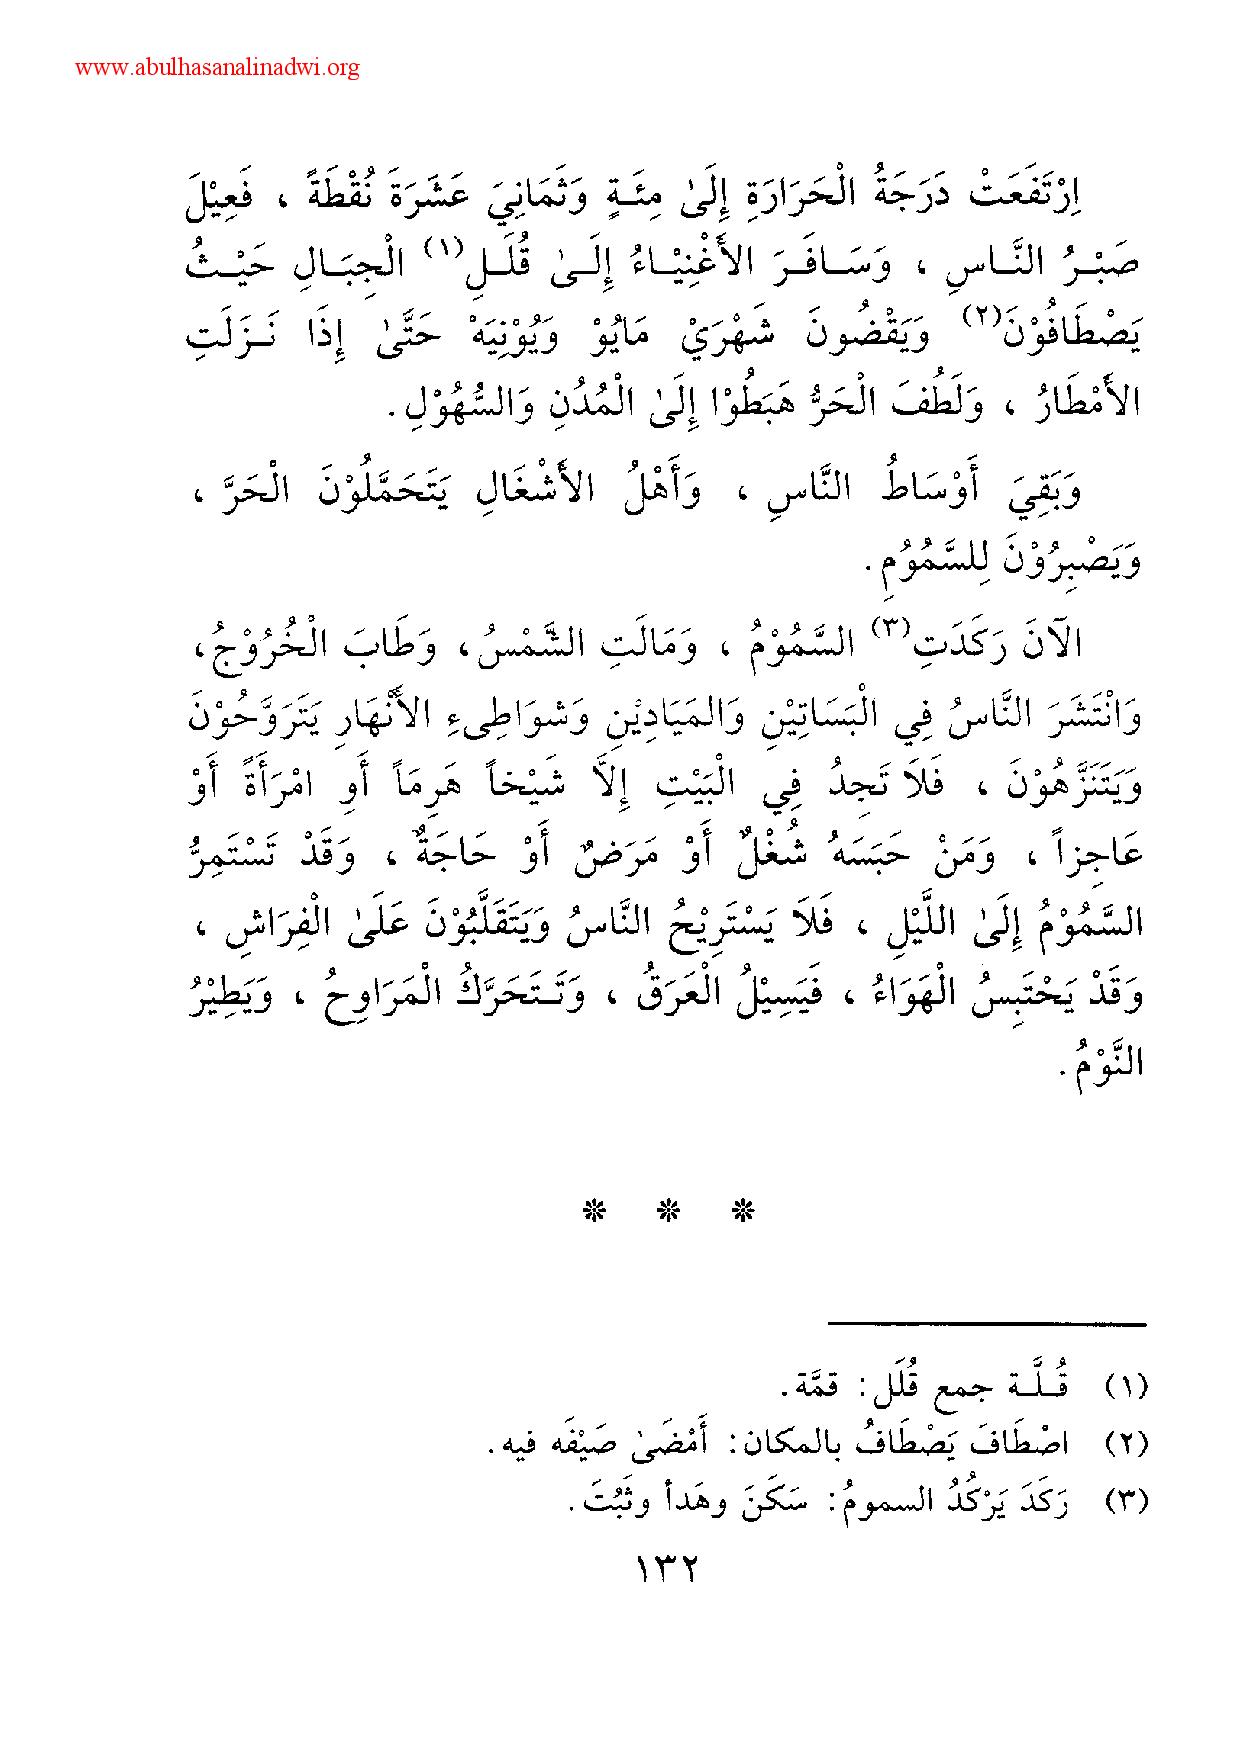 www.abulhasanalinadwi.org
اِرْتَفَعَتْ دَرَجَةُ الْحَرَارَةِ إِلَىٰ مِئَةٍ وَثَمَانِيَ عَشَرَةَ نُقْطَةً ، فَعِيْلَ
صَبْرُ النَّاسِ ، وَسَافَرَ الأَغْنِيَاءُ إِلَىٰ قُلَلِ(١) الْجِبَالِ حَيْثُ
يَصْطَافُوْنَ(٢) وَيَقْضُونَ شَهْرَيْ مَايُوْ وَيُوْنِيَهْ حَتَّىٰ إِذَا نَزَلَتِ
الأَمْطَارُ ، وَلَطُفَ الْحَرُّ هَبَطُوْا إِلَىٰ الْمُدُنِ وَالسُّهُوْلِ .
وَبَقِيَ أَوْسَاطُ النَّاسِ ، وَأَهْلُ الأَشْغَالِ يَتَحَمَّلُوْنَ الْحَرَّ ،
وَيَصْبِرُوْنَ لِلسَّمُوُمِ .
الآنَ رَكَدَتِ(٣) السَّمُوْمُ ، وَمَالَتِ الشَّمْسُ ، وَطَابَ الْخُرُوْجُ ،
وَانْتَشَرَ النَّاسُ فِي الْبَسَاتِيْنِ وَالمَيَادِيْنِ وَشَوَاطِىءِ الأَنْهَارِ يَتَرَوَّحُوْنَ
وَيَتَنَزَّهُوْنَ ، فَلاَ تَجِدُ فِي الْبَيْتِ إِلاَّ شَيْخاً هَرِمَاً أَوِ امْرَأَةً أَوْ
عَاجِزاً ، وَمَنْ حَبَسَهُ شُغْلٌ أَوْ مَرَضٌ أَوْ حَاجَةٌ ، وَقَدْ تَسْتَمِرُّ
السَّمُوْمُ إِلَىٰ اللَّيْلِ ، فَلاَ يَسْتَرِيْحُ النَّاسُ وَيَتَقَلَّبُوْنَ عَلَىٰ الْفِرَاشِ ،
وَقَدْ يَحْتَبِسُ الْهَوَاءُ ، فَيَسِيْلُ الْعَرَقُ ، وَتَتَحَرَّكُ الْمَرَاوِحُ ، وَيَطِيْرُ
النَّوْمُ .
* * *
(١) قُلَّة جمع قُلَل : قمَّة .
(٢) اصْطَافَ يَصْطَافُ بالمكان : أَمْضَىٰ صَيْفَه فيه .
(٣) رَكَدَ يَرْكُدُ السمومُ : سَكَنَ وهدأ وثَبُتَ .
١٣٢